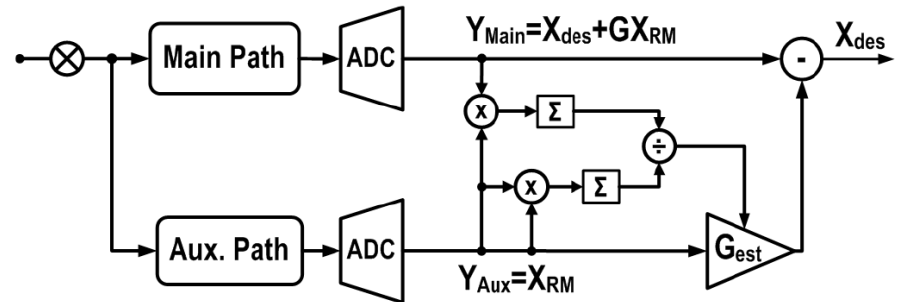 Main Path
ADC
Y_Main=X_des+GX_RM
-
X_des
x
Σ
÷
x
Σ
Aux. Path
ADC
Y_Aux=X_RM
G_est